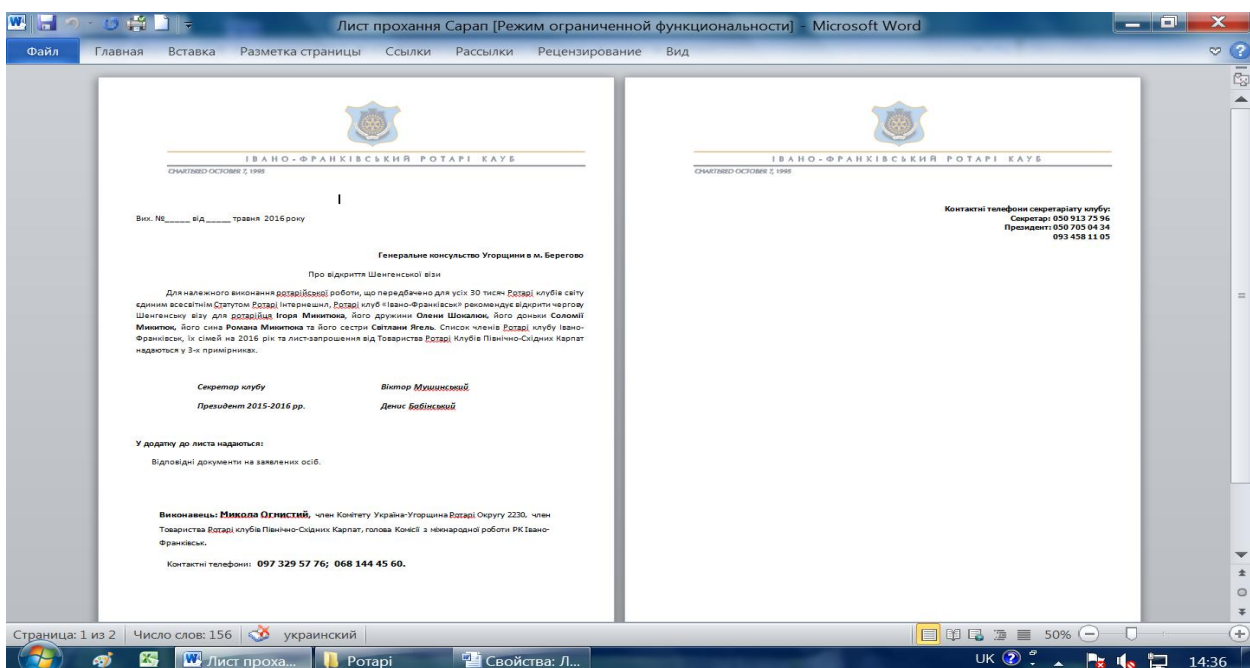 Лист прохання Сарап [Режим ограниченной функциональности] - Microsoft Word
Файл Главная Вставка Разметка страницы Ссылки Рассылки Рецензирование Вид
ІВАНО-ФРАНКІВСЬКИЙ РОТАРІ КЛУБ
CHARTERED OCTOBER 7, 1995
Вих. №_____ від_____ травня 2016 року
Генеральне консульство Угорщини в м. Берегово
Про відкриття Шенгенської візи
Для належного виконання ротарійської роботи, що передбачено для усіх 30 тисяч Ротарі клубів світу
єдиним всесвітнім Статутом Ротарі Інтернешнл, Ротарі клуб «Івано-Франківськ» рекомендує відкрити чергову
Шенгенську візу для ротарійця Ігоря Микитюка, його дружини Олени Шокалюк, його доньки Соломії
Микитюк, його сина Романа Микитюка та його сестри Світлани Ягель. Список членів Ротарі клубу Івано-
Франківськ, їх сімей на 2016 рік та лист-запрошення від Товариства Ротарі Клубів Північно-Східних Карпат
надаються у 3-х примірниках.
Секретар клубу Віктор Мушинський
Президент 2015-2016 рр. Денис Бабінський
У додатку до листа надаються:
Відповідні документи на заявлених осіб.
Виконавець: Микола Огнистий, член Комітету Україна-Угорщина Ротарі Округу 2230, член
Товариства Ротарі клубів Північно-Східних Карпат, голова Комісії з міжнародної роботи РК Івано-
Франківськ.
Контактні телефони: 097 329 57 76; 068 144 45 60.
ІВАНО-ФРАНКІВСЬКИЙ РОТАРІ КЛУБ
CHARTERED OCTOBER 7, 1995
Контактні телефони секретаріату клубу:
Секретар: 050 913 75 96
Президент: 050 705 04 34
093 458 11 05
Страница: 1 из 2 Число слов: 156 украинский 50%
Лист проха... Ротарі Свойства: Л... UK 14:36